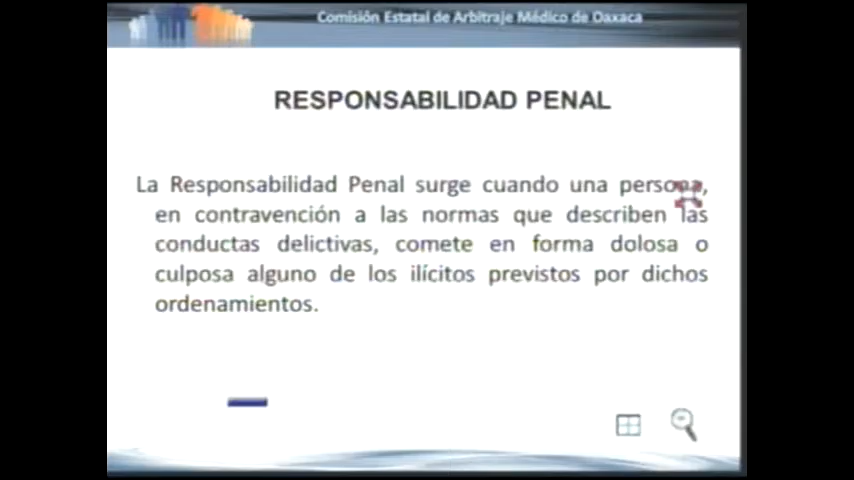 Comisión Estatal de Arbitraje Médico de Oaxaca
RESPONSABILIDAD PENAL
La Responsabilidad Penal surge cuando una persona,
en contravención a las normas que describen las
conductas delictivas, comete en forma dolosa o
culposa alguno de los ilícitos previstos por dichos
ordenamientos.